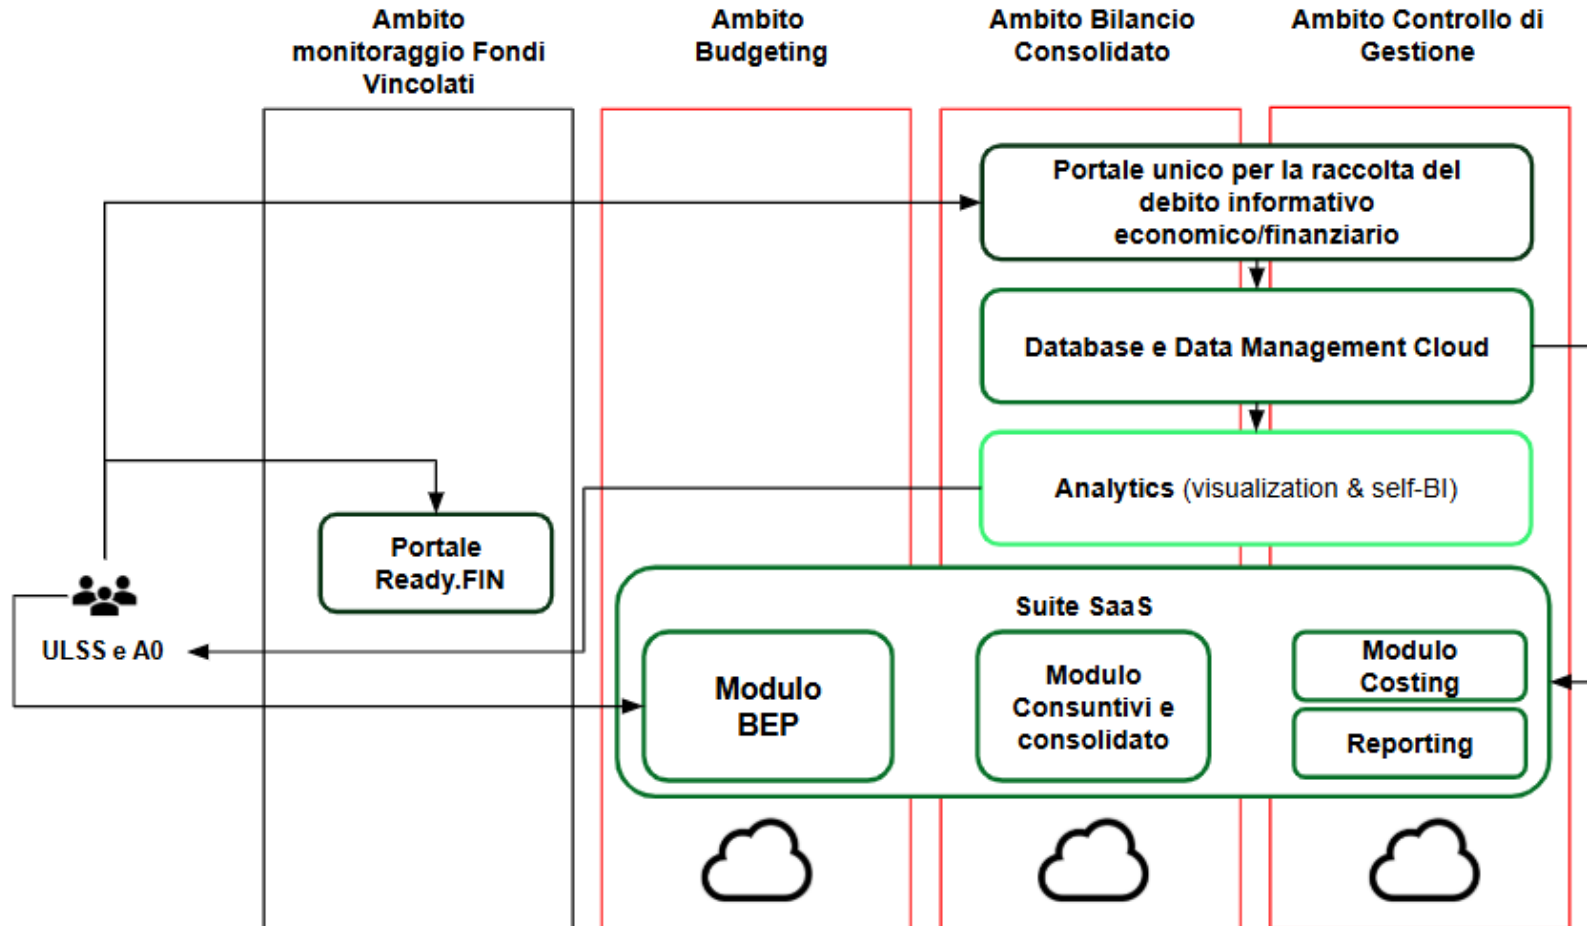 Ambito
monitoraggio Fondi
Vincolati
Ambito
Budgeting
Ambito Bilancio
Consolidato
Ambito Controllo di
Gestione
Portale unico per la raccolta del
debito informativo
economico/finanziario
Database e Data Management Cloud
Analytics (visualization & self-BI)
Portale
Ready.FIN
ULSS e A0
Suite SaaS
Modulo
BEP
Modulo
Consuntivi e
consolidato
Modulo
Costing
Reporting